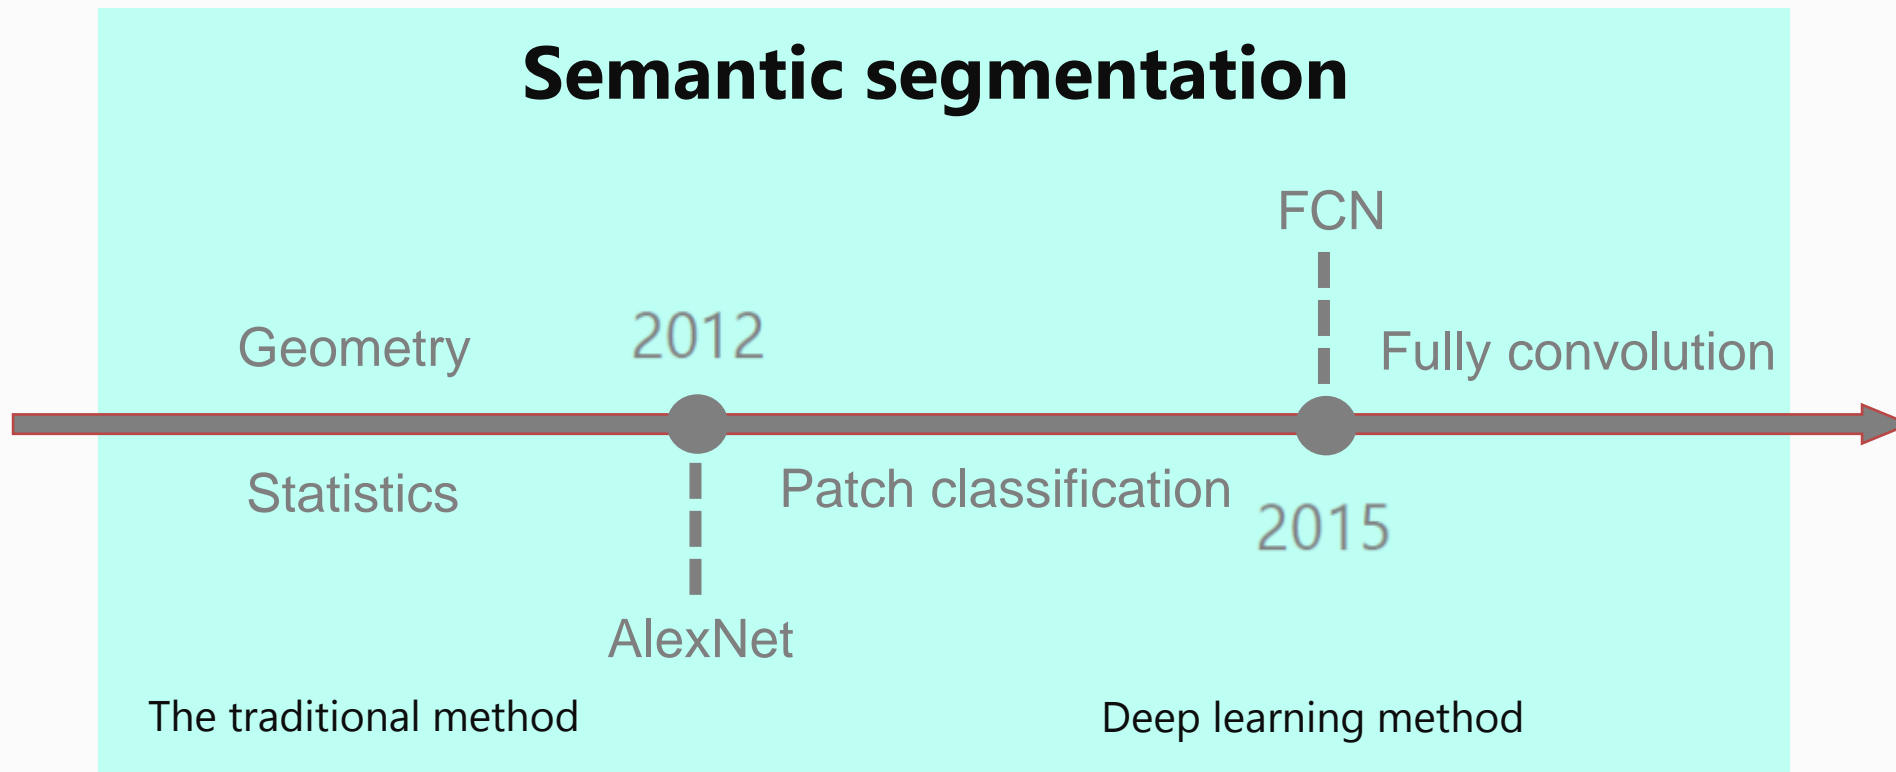 Semantic segmentation
FCN
2012
Geometry
Fully convolution
Statistics
Patch classification
2015
AlexNet
The traditional method
Deep learning method